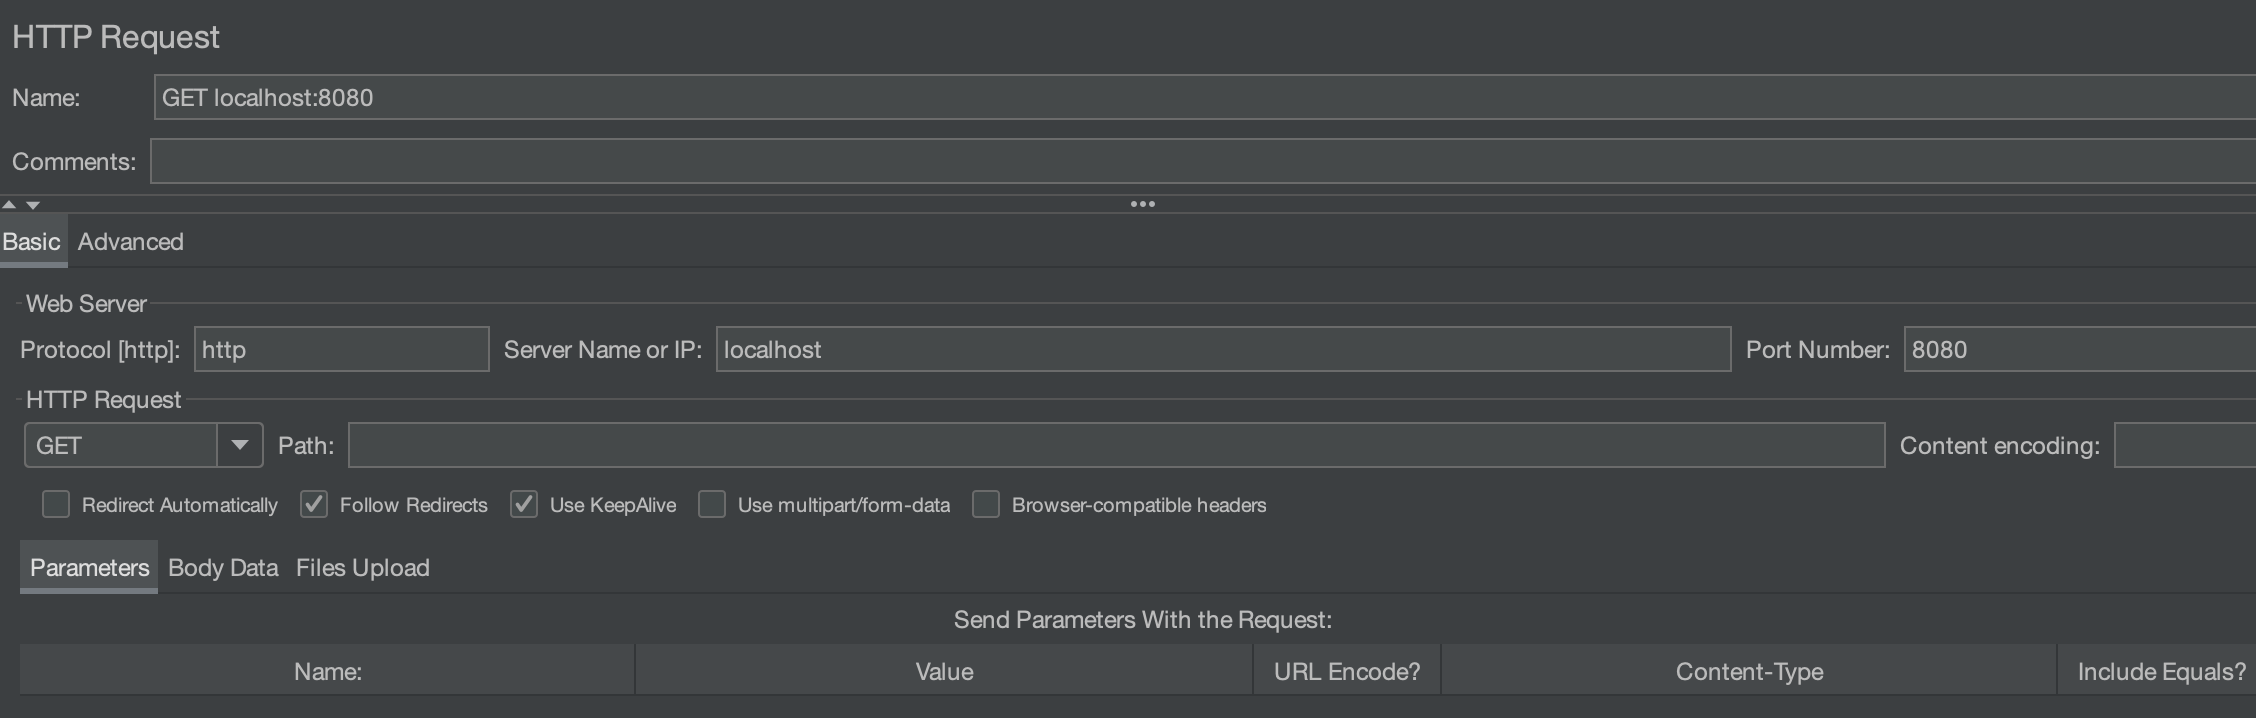 HTTP Request
Name: GET localhost:8080
Comments:
Basic Advanced
Web Server
Protocol [http]: http Server Name or IP: localhost Port Number: 8080
HTTP Request
GET Path: Content encoding:
Redirect Automatically Follow Redirects Use KeepAlive Use multipart/form-data Browser-compatible headers
Parameters Body Data Files Upload
Send Parameters With the Request:
Name: Value URL Encode? Content-Type Include Equals?